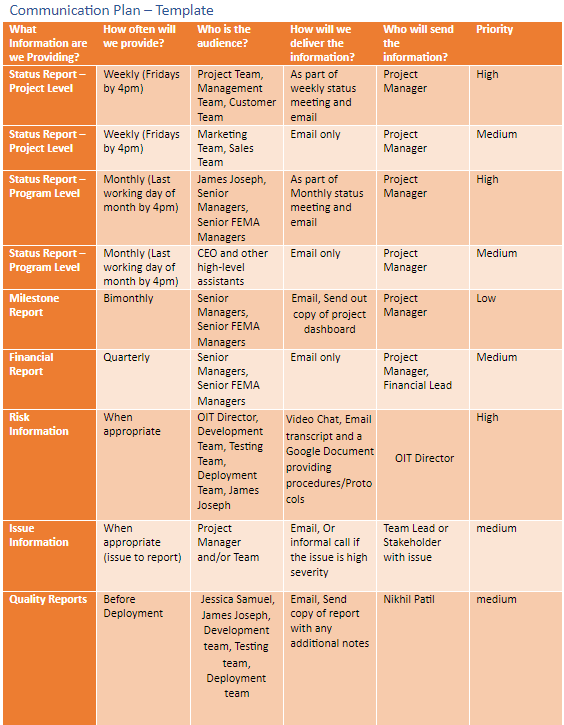 Communication Plan – Template
What
Information are
we Providing?
How often will
we provide?
Who is the
audience?
How will we
deliver the
information?
Who will send
the
information?
Priority
Status Report –
Project Level
Weekly (Fridays
by 4pm)
Project Team,
Management
Team, Customer
Team
As part of
weekly status
meeting and
email
Project
Manager
High
Status Report –
Project Level
Weekly (Fridays
by 4pm)
Marketing
Team, Sales
Team
Email only
Project
Manager
Medium
Status Report –
Program Level
Monthly (Last
working day of
month by 4pm)
James Joseph,
Senior
Managers,
Senior FEMA
Managers
As part of
Monthly status
meeting and
email
Project
Manager
High
Status Report –
Program Level
Monthly (Last
working day of
month by 4pm)
CEO and other
high-level
assistants
Email only
Project
Manager
Medium
Milestone
Report
Bimonthly
Senior
Managers,
Senior FEMA
Managers
Email, Send out
copy of project
dashboard
Project
Manager
Low
Financial
Report
Quarterly
Senior
Managers,
Senior FEMA
Managers
Email only
Project
Manager,
Financial Lead
Medium
Risk
Information
When
appropriate
OIT Director,
Development
Team, Testing
Team,
Deployment
Team, James
Joseph
Video Chat, Email
transcript and a
Google Document
providing
procedures/Proto
cols
OIT Director
High
Issue
Information
When
appropriate
(issue to report)
Project
Manager
and/or Team
Email, Or
informal call if
the issue is high
severity
Team Lead or
Stakeholder
with issue
medium
Quality Reports
Before
Deployment
Jessica Samuel,
James Joseph,
Development
team, Testing
team,
Deployment
team
Email, Send
copy of report
with any
additional notes
Nikhil Patil
medium